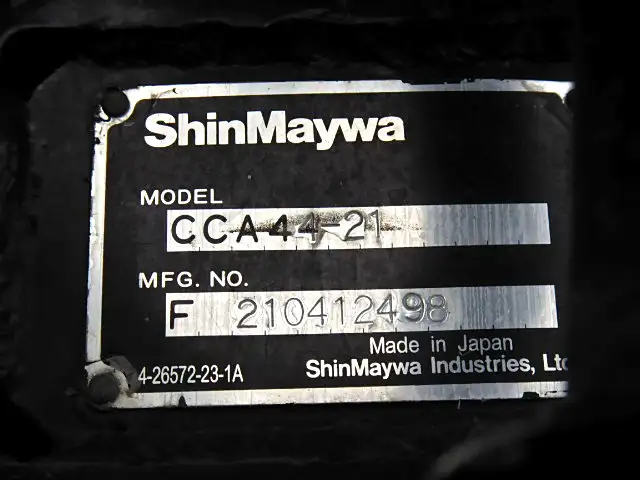 ShinMaywa
MODEL
CCA44-21
MFG. NO.
F 210412498
Made in Japan
4-26572-23-1A
ShinMaywa Industries, Ltd